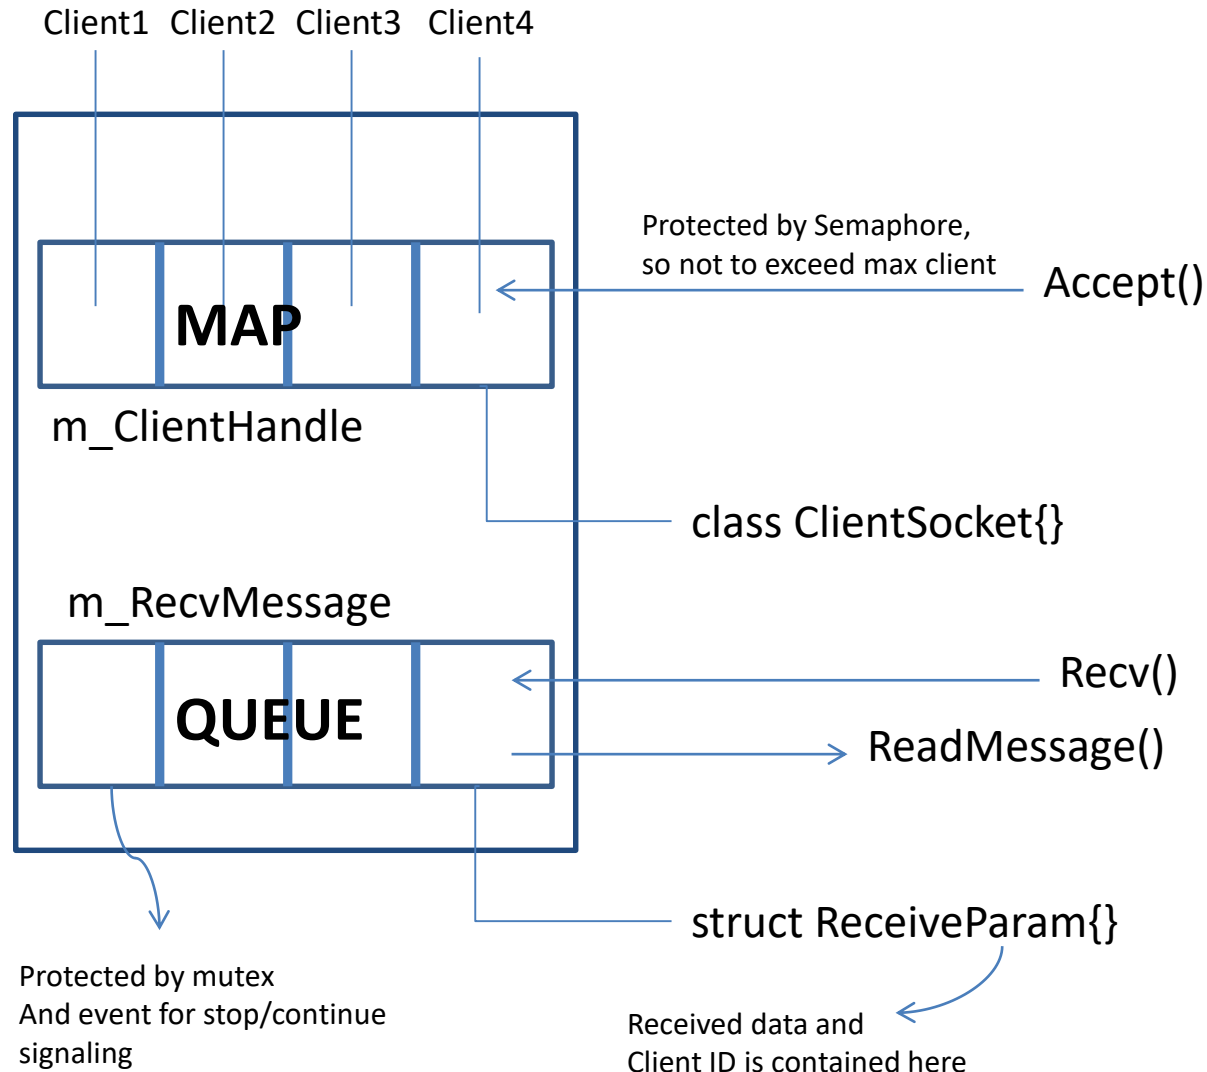 Client1 Client2 Client3 Client4
Protected by Semaphore,
so not to exceed max client
Accept()
MAP
m_ClientHandle
class ClientSocket{}
m_RecvMessage
Recv()
QUEUE
ReadMessage()
struct ReceiveParam{}
Protected by mutex
And event for stop/continue
signaling
Received data and
Client ID is contained here